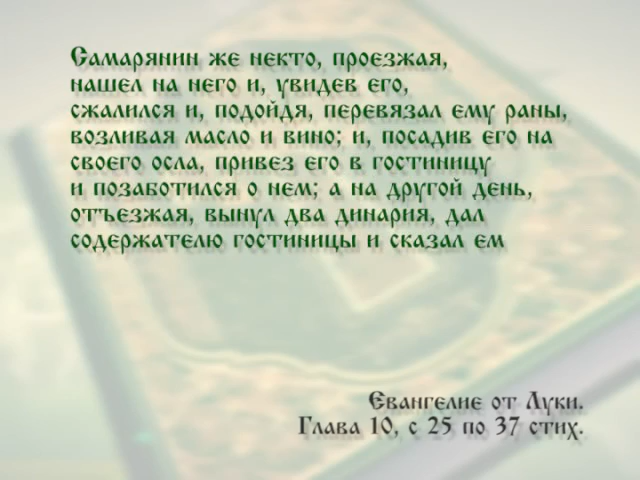 Самарянин же некто, проезжая,
нашел на него и, увидев его,
сжалился и, подойдя, перевязал ему раны,
возливая масло и вино; и, посадив его на
своего осла, привез его в гостиницу
и позаботился о нем; а на другой день,
отъезжая, вынул два динария, дал
содержателю гостиницы и сказал ем
Евангелие от Луки.
Глава 10, с 25 по 37 стих.